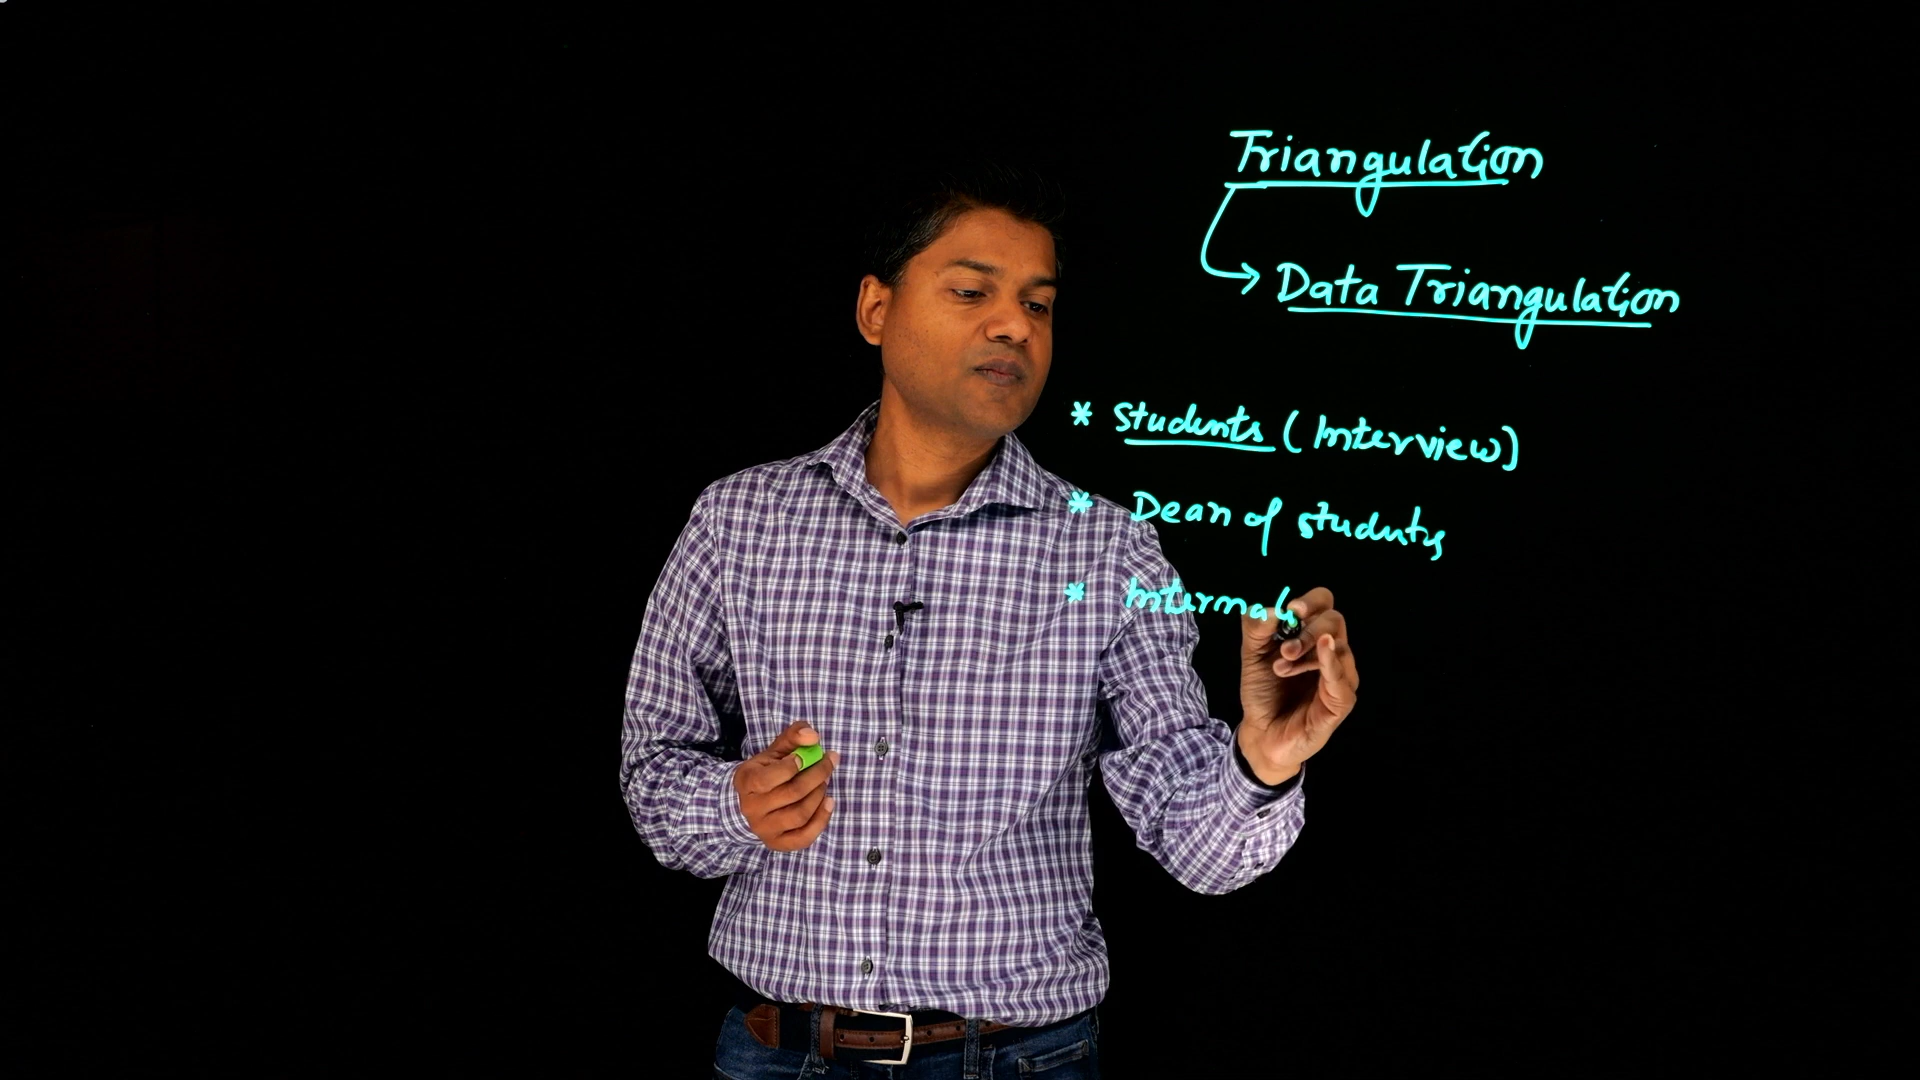 Triangulation
Data Triangulation
* Students (Interview)
* Dean of students
* Internal